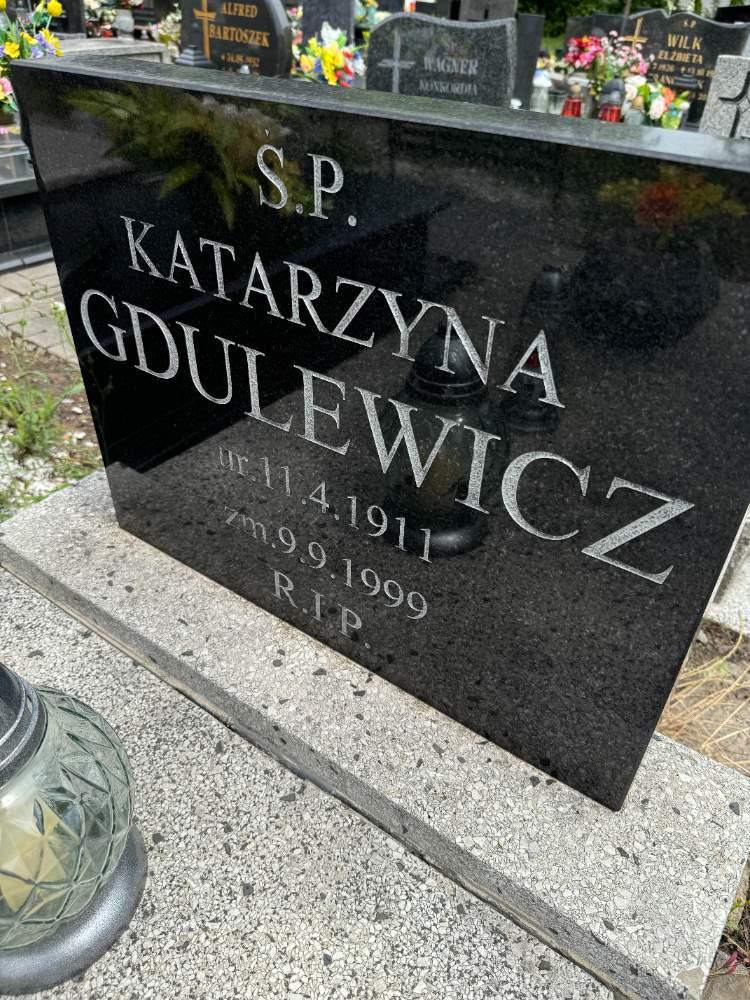 ALFRED
BARTOSZEK
WAGNER
KONKORDIA
Ś.P.
WILK
ELŻBIETA
Ś.P.
KATARZYNA
GDULEWICZ
ur.11.4.1911
zm.9.9.1999
R.I.P.